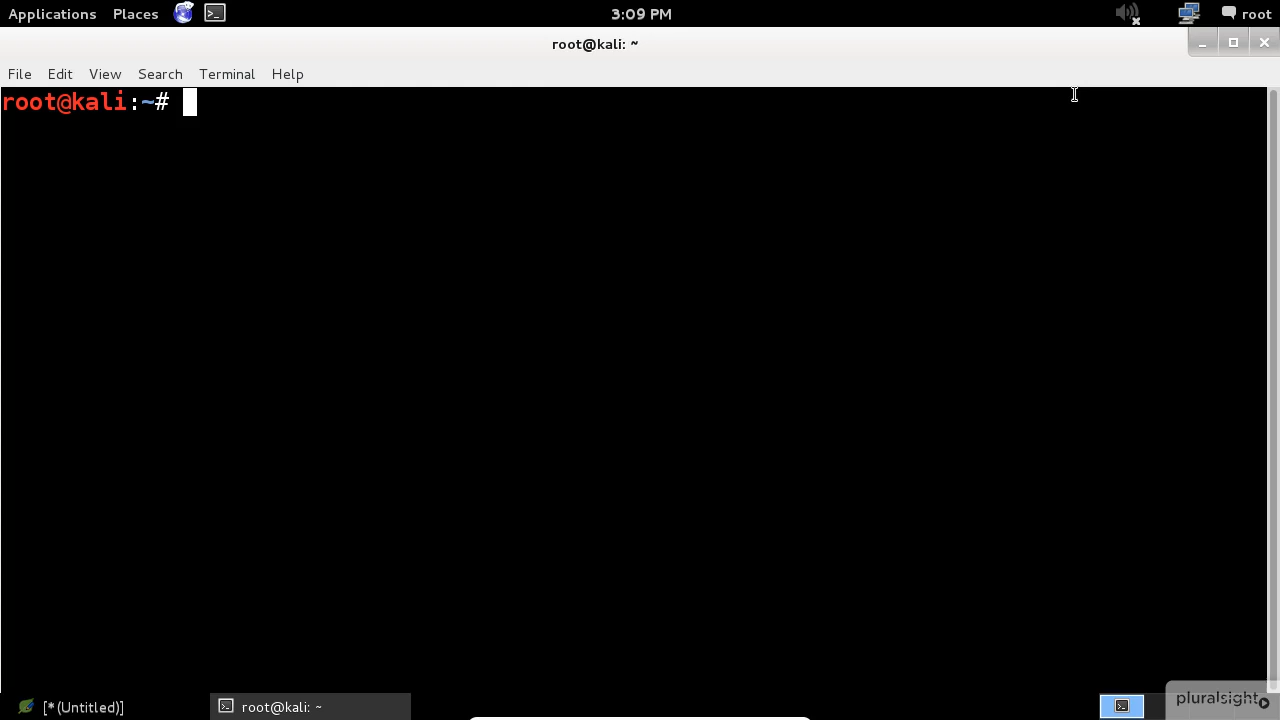 Applications Places 3:09 PM root
root@kali: ~
File Edit View Search Terminal Help
root@kali:~#
[*(Untitled)] root@kali: ~
pluralsight